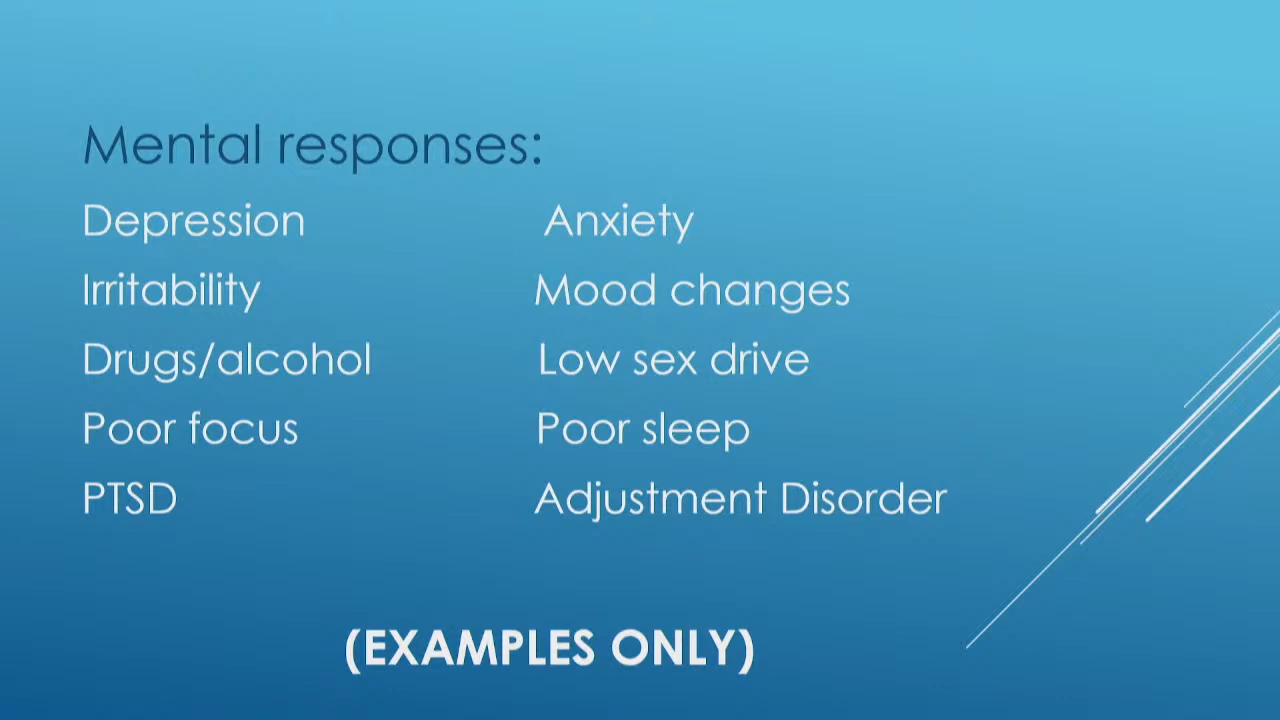 Mental responses:
Depression Anxiety
Irritability Mood changes
Drugs/alcohol Low sex drive
Poor focus Poor sleep
PTSD Adjustment Disorder
(EXAMPLES ONLY)